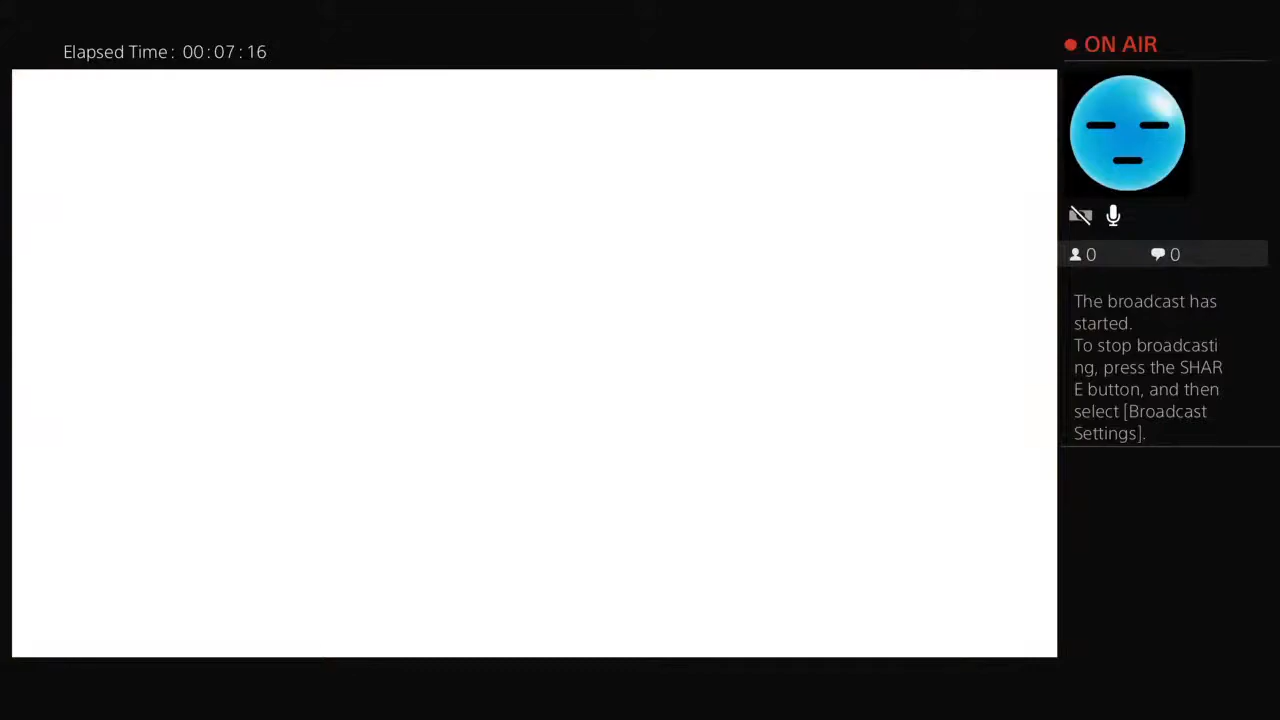 Elapsed Time: 00:07:16
ON AIR
0 0
The broadcast has
started.
To stop broadcasti
ng, press the SHAR
E button, and then
select [Broadcast
Settings].